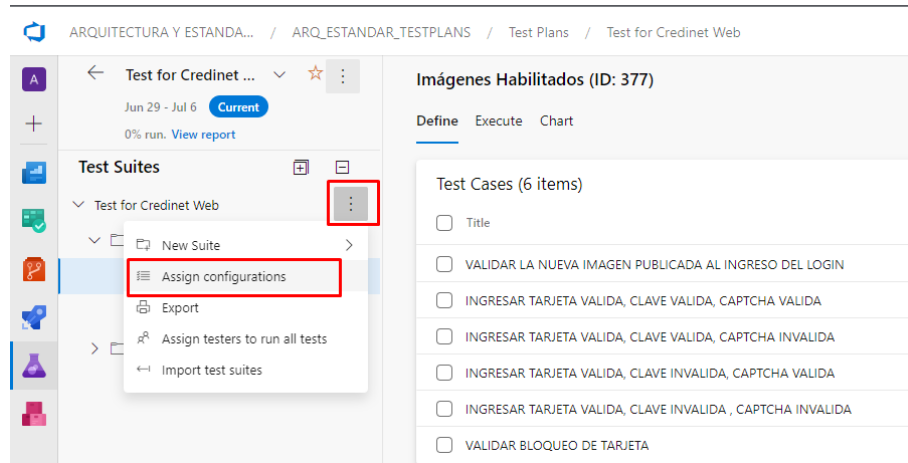 ARQUITECTURA Y ESTANDA... / ARQ_ESTANDAR_TESTPLANS / Test Plans / Test for Credinet Web
A
Test for Credinet ...
Jun 29 - Jul 6 Current
0% run. View report
Test Suites
Test for Credinet Web
New Suite
Assign configurations
Export
Assign testers to run all tests
Import test suites
Imágenes Habilitados (ID: 377)
Define Execute Chart
Test Cases (6 items)
Title
VALIDAR LA NUEVA IMAGEN PUBLICADA AL INGRESO DEL LOGIN
INGRESAR TARJETA VALIDA, CLAVE VALIDA, CAPTCHA VALIDA
INGRESAR TARJETA VALIDA, CLAVE VALIDA, CAPTCHA INVALIDA
INGRESAR TARJETA VALIDA, CLAVE INVALIDA, CAPTCHA VALIDA
INGRESAR TARJETA VALIDA, CLAVE INVALIDA , CAPTCHA INVALIDA
VALIDAR BLOQUEO DE TARJETA